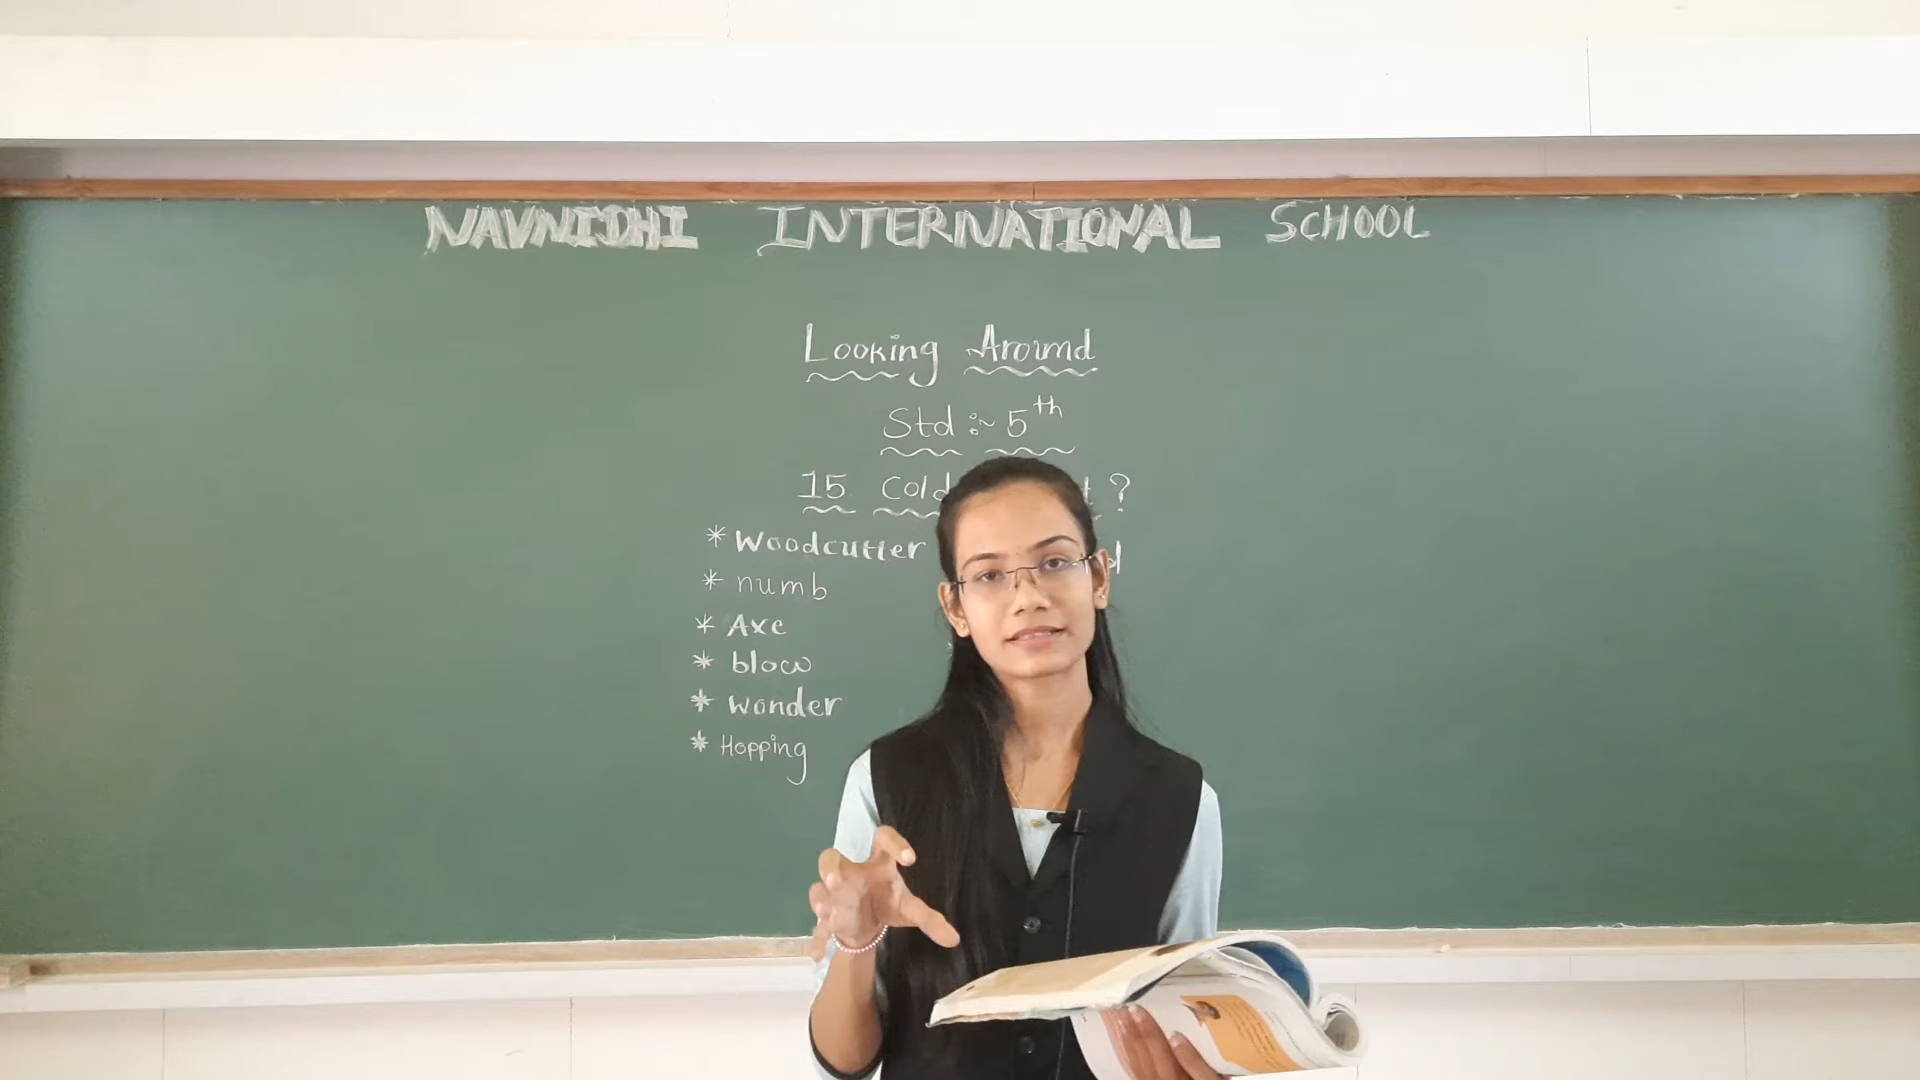 NAVNIDHI INTERNATIONAL SCHOOL
Looking Around
Std :~ 5th
15 Cold ?
* Woodcutter
* numb
* Axe
* blow
* wonder
* Hopping